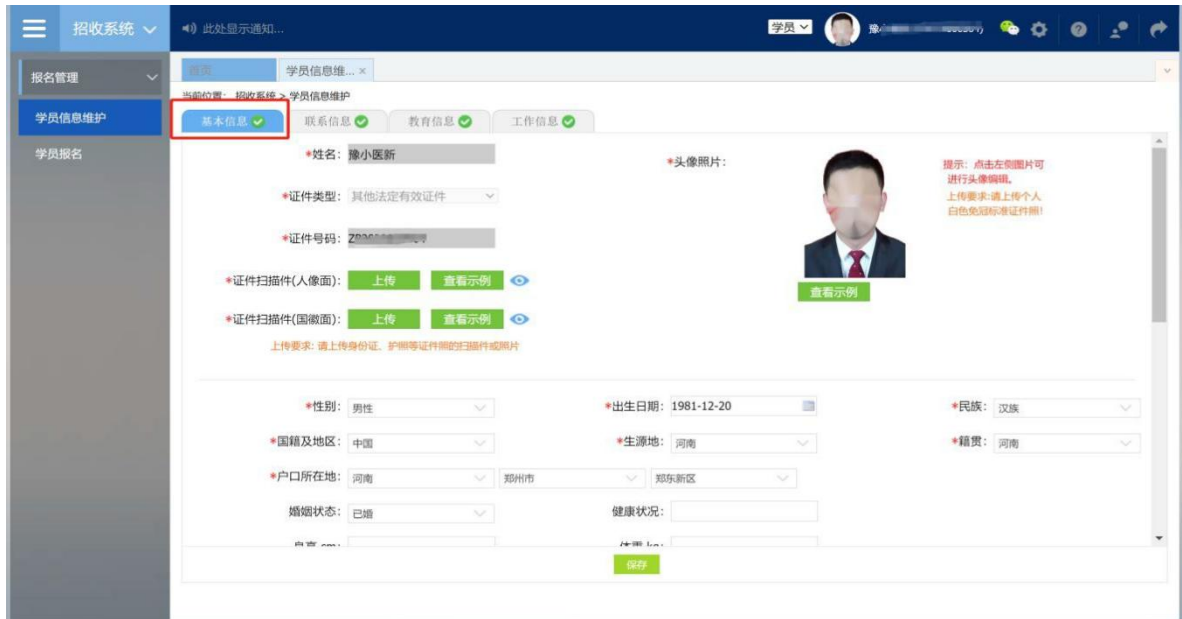 招收系统
此处显示通知...
学员
豫
报名管理
学员信息维护
学员报名
首页
学员信息维... ×
当前位置: 招收系统 > 学员信息维护
基本信息
联系信息
教育信息
工作信息
*姓名: 豫小医新
*头像照片:
提示: 点击左侧图片可
进行头像编辑。
上传要求:请上传个人
白色免冠标准证件照!
*证件类型: 其他法定有效证件
*证件号码:
*证件扫描件(人像面): 上传 查看示例
查看示例
*证件扫描件(国徽面): 上传 查看示例
上传要求: 请上传身份证、护照等证件照的扫描件或照片
*性别: 男性 *出生日期: 1981-12-20 *民族: 汉族
*国籍及地区: 中国 *生源地: 河南 *籍贯: 河南
*户口所在地: 河南 郑州市 郑东新区
婚姻状态: 已婚 健康状况:
身高 cm: 体重 kg:
保存